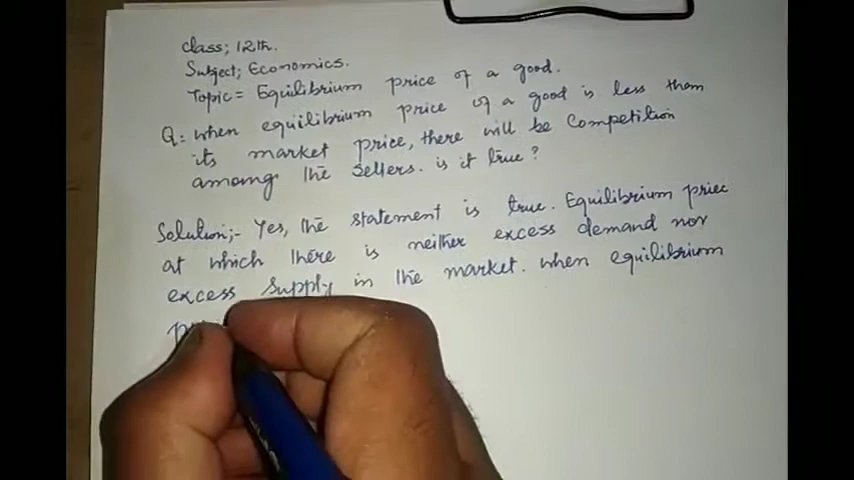 Class; 12th.
Subject; Economics.
Topic= Equilibrium price of a good.
Q: when equilibrium price of a good is less than
its market price, there will be Competition
among the Sellers. is it true?
Solution;- Yes, the statement is true. Equilibrium price
at which there is neither excess demand nor
excess supply in the market. when equilibrium